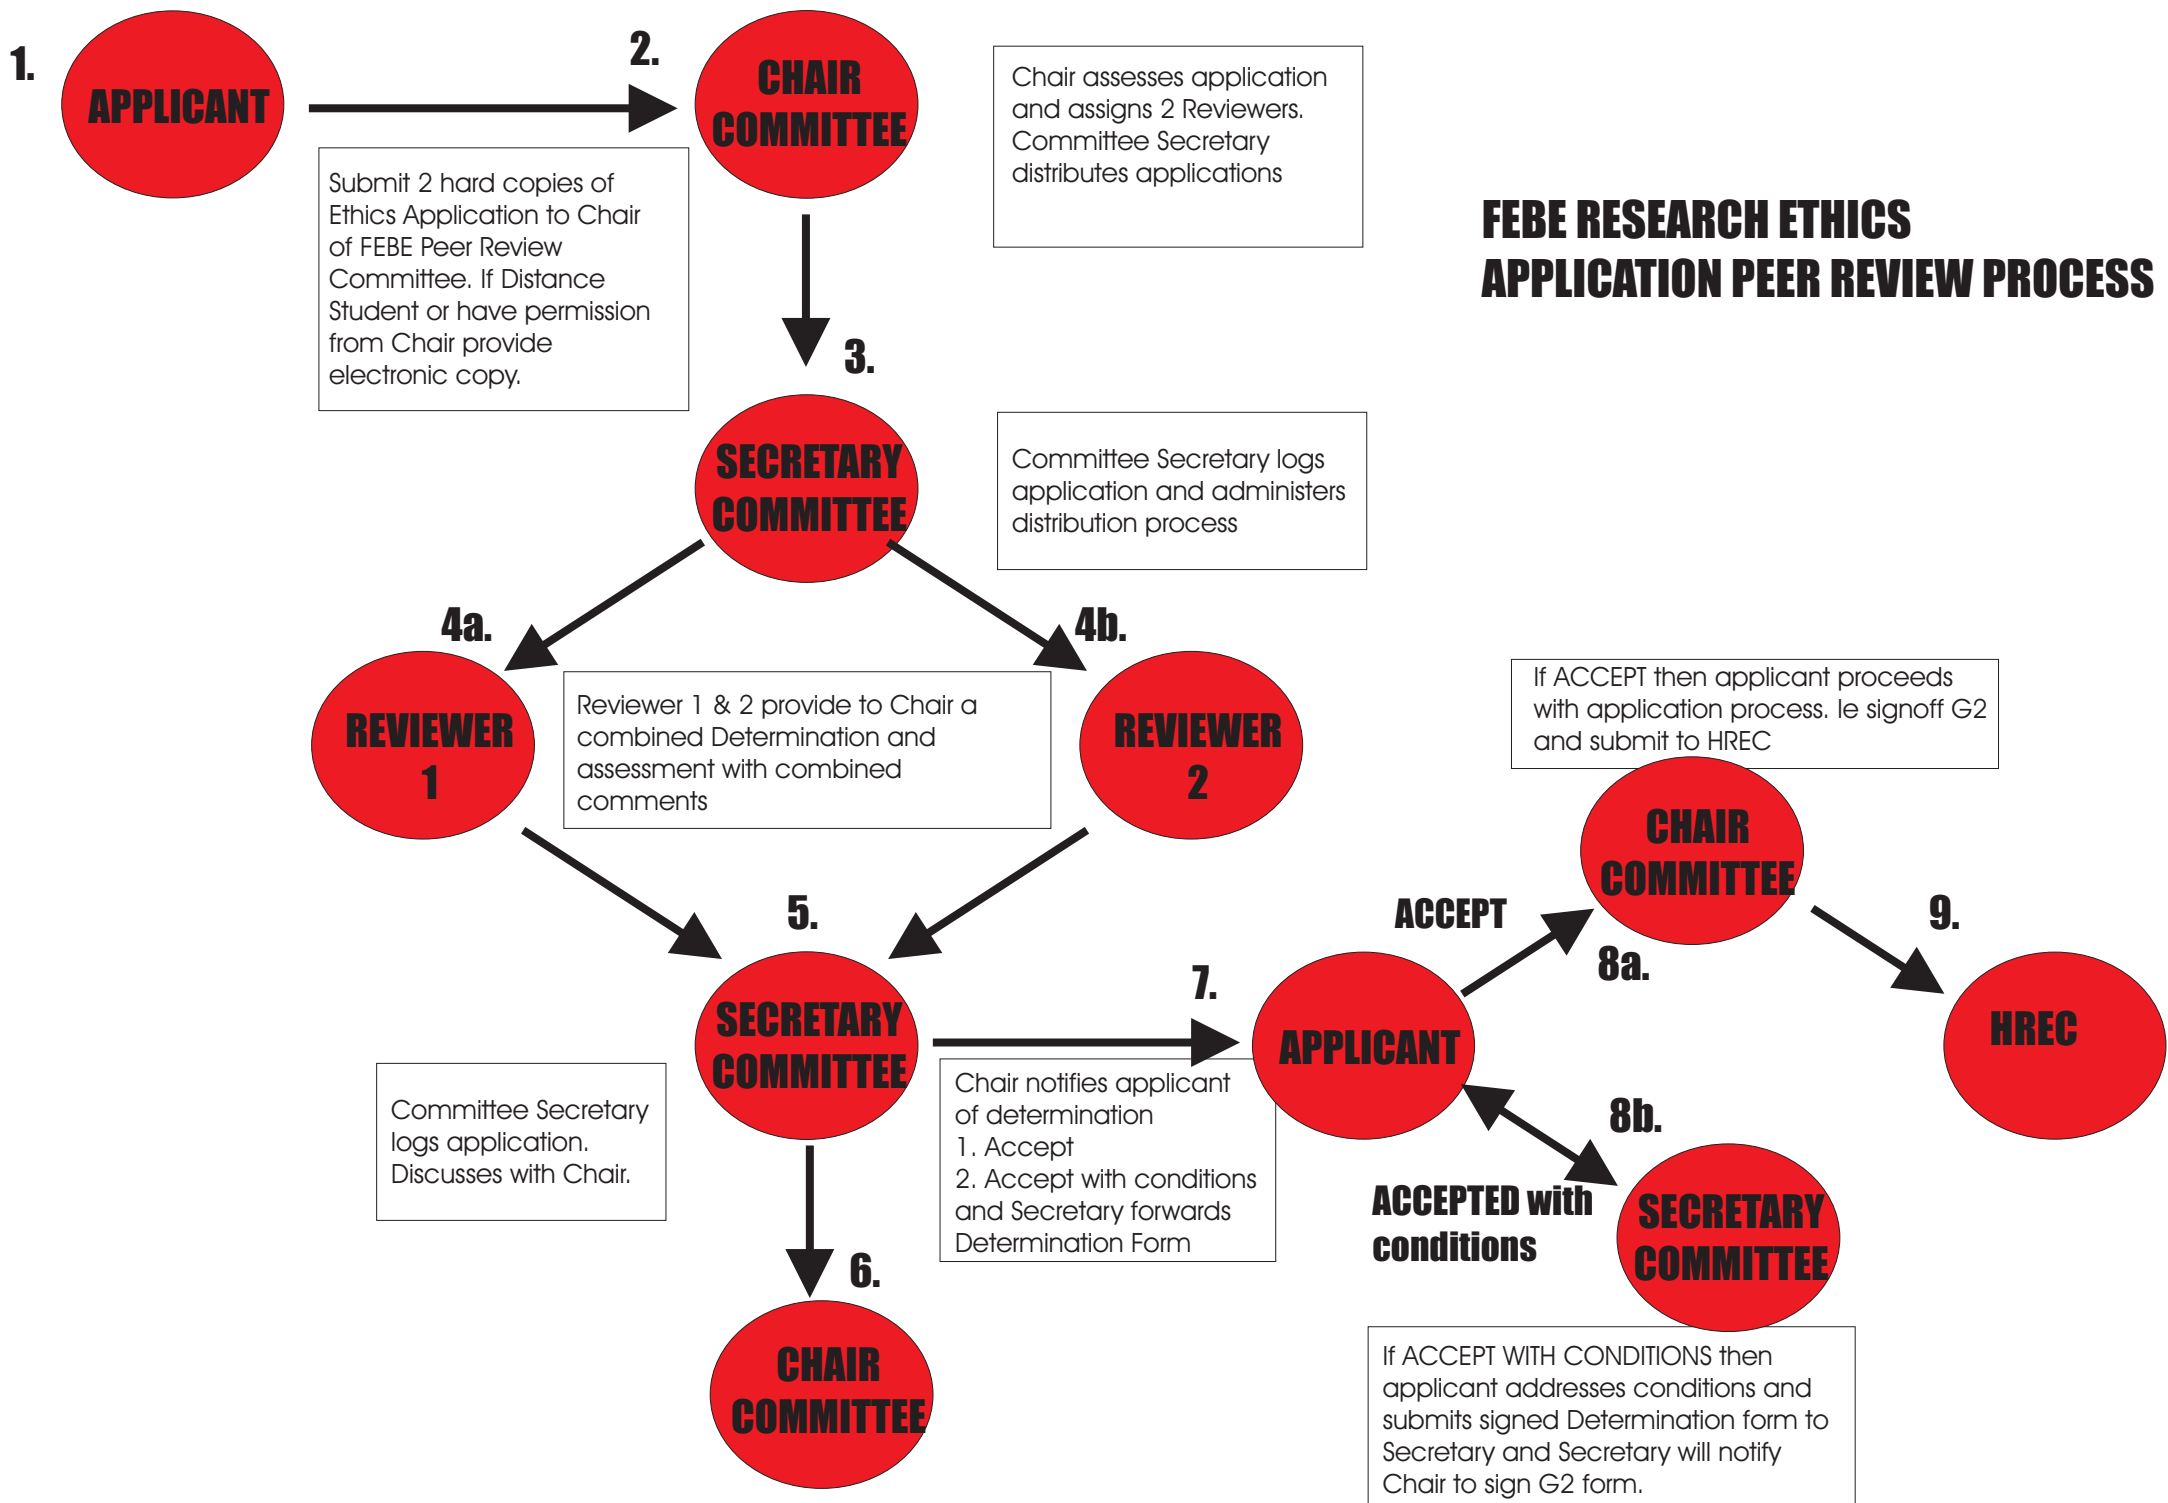 1.
APPLICANT
2.
CHAIR
COMMITTEE
Chair assesses application
and assigns 2 Reviewers.
Committee Secretary
distributes applications
Submit 2 hard copies of
Ethics Application to Chair
of FEBE Peer Review
Committee. If Distance
Student or have permission
from Chair provide
electronic copy.
FEBE RESEARCH ETHICS
APPLICATION PEER REVIEW PROCESS
3.
SECRETARY
COMMITTEE
Committee Secretary logs
application and administers
distribution process
4a.
4b.
REVIEWER
1
Reviewer 1 & 2 provide to Chair a
combined Determination and
assessment with combined
comments
REVIEWER
2
If ACCEPT then applicant proceeds
with application process. Ie signoff G2
and submit to HREC
CHAIR
COMMITTEE
5.
SECRETARY
COMMITTEE
Committee Secretary
logs application.
Discusses with Chair.
7.
Chair notifies applicant
of determination
1. Accept
2. Accept with conditions
and Secretary forwards
Determination Form
APPLICANT
ACCEPT
8a.
9.
HREC
8b.
ACCEPTED with
conditions
SECRETARY
COMMITTEE
6.
CHAIR
COMMITTEE
If ACCEPT WITH CONDITIONS then
applicant addresses conditions and
submits signed Determination form to
Secretary and Secretary will notify
Chair to sign G2 form.